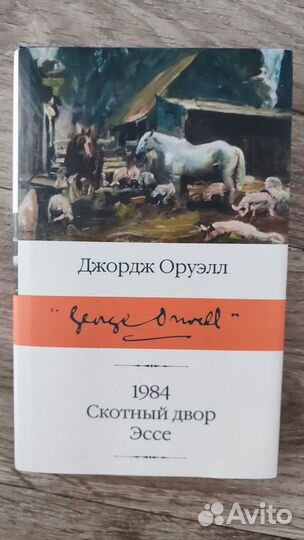 Джордж Оруэлл
"George Orwell"
1984
Скотный двор
Эссе
Avito